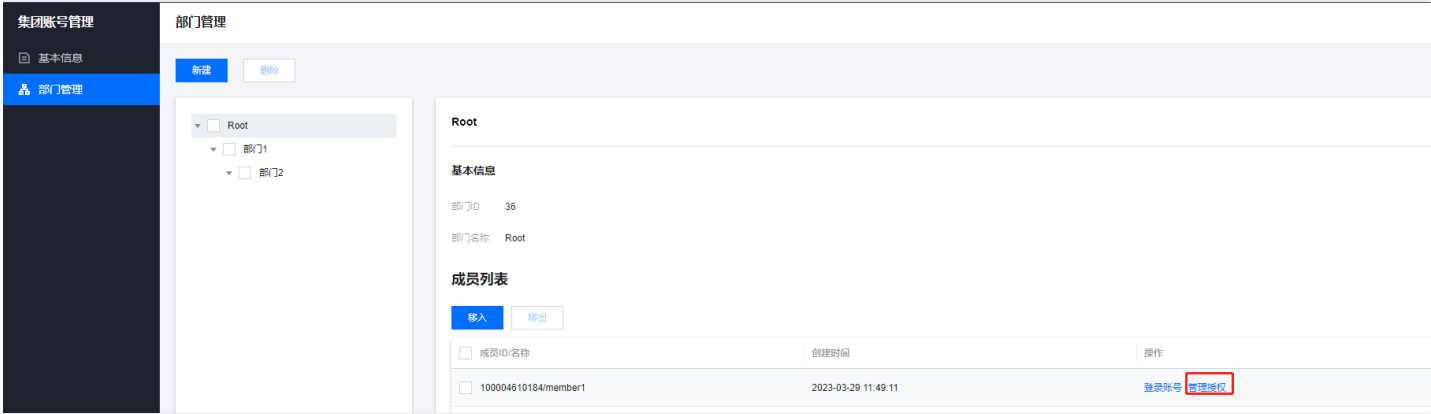 集团账号管理
基本信息
部门管理
部门管理
新建 删除
Root
部门1
部门2
Root
基本信息
部门ID 36
部门名称 Root
成员列表
移入 移出
成员ID/名称 创建时间 操作
100004610184/member1 2023-03-29 11:49:11 登录账号 管理授权